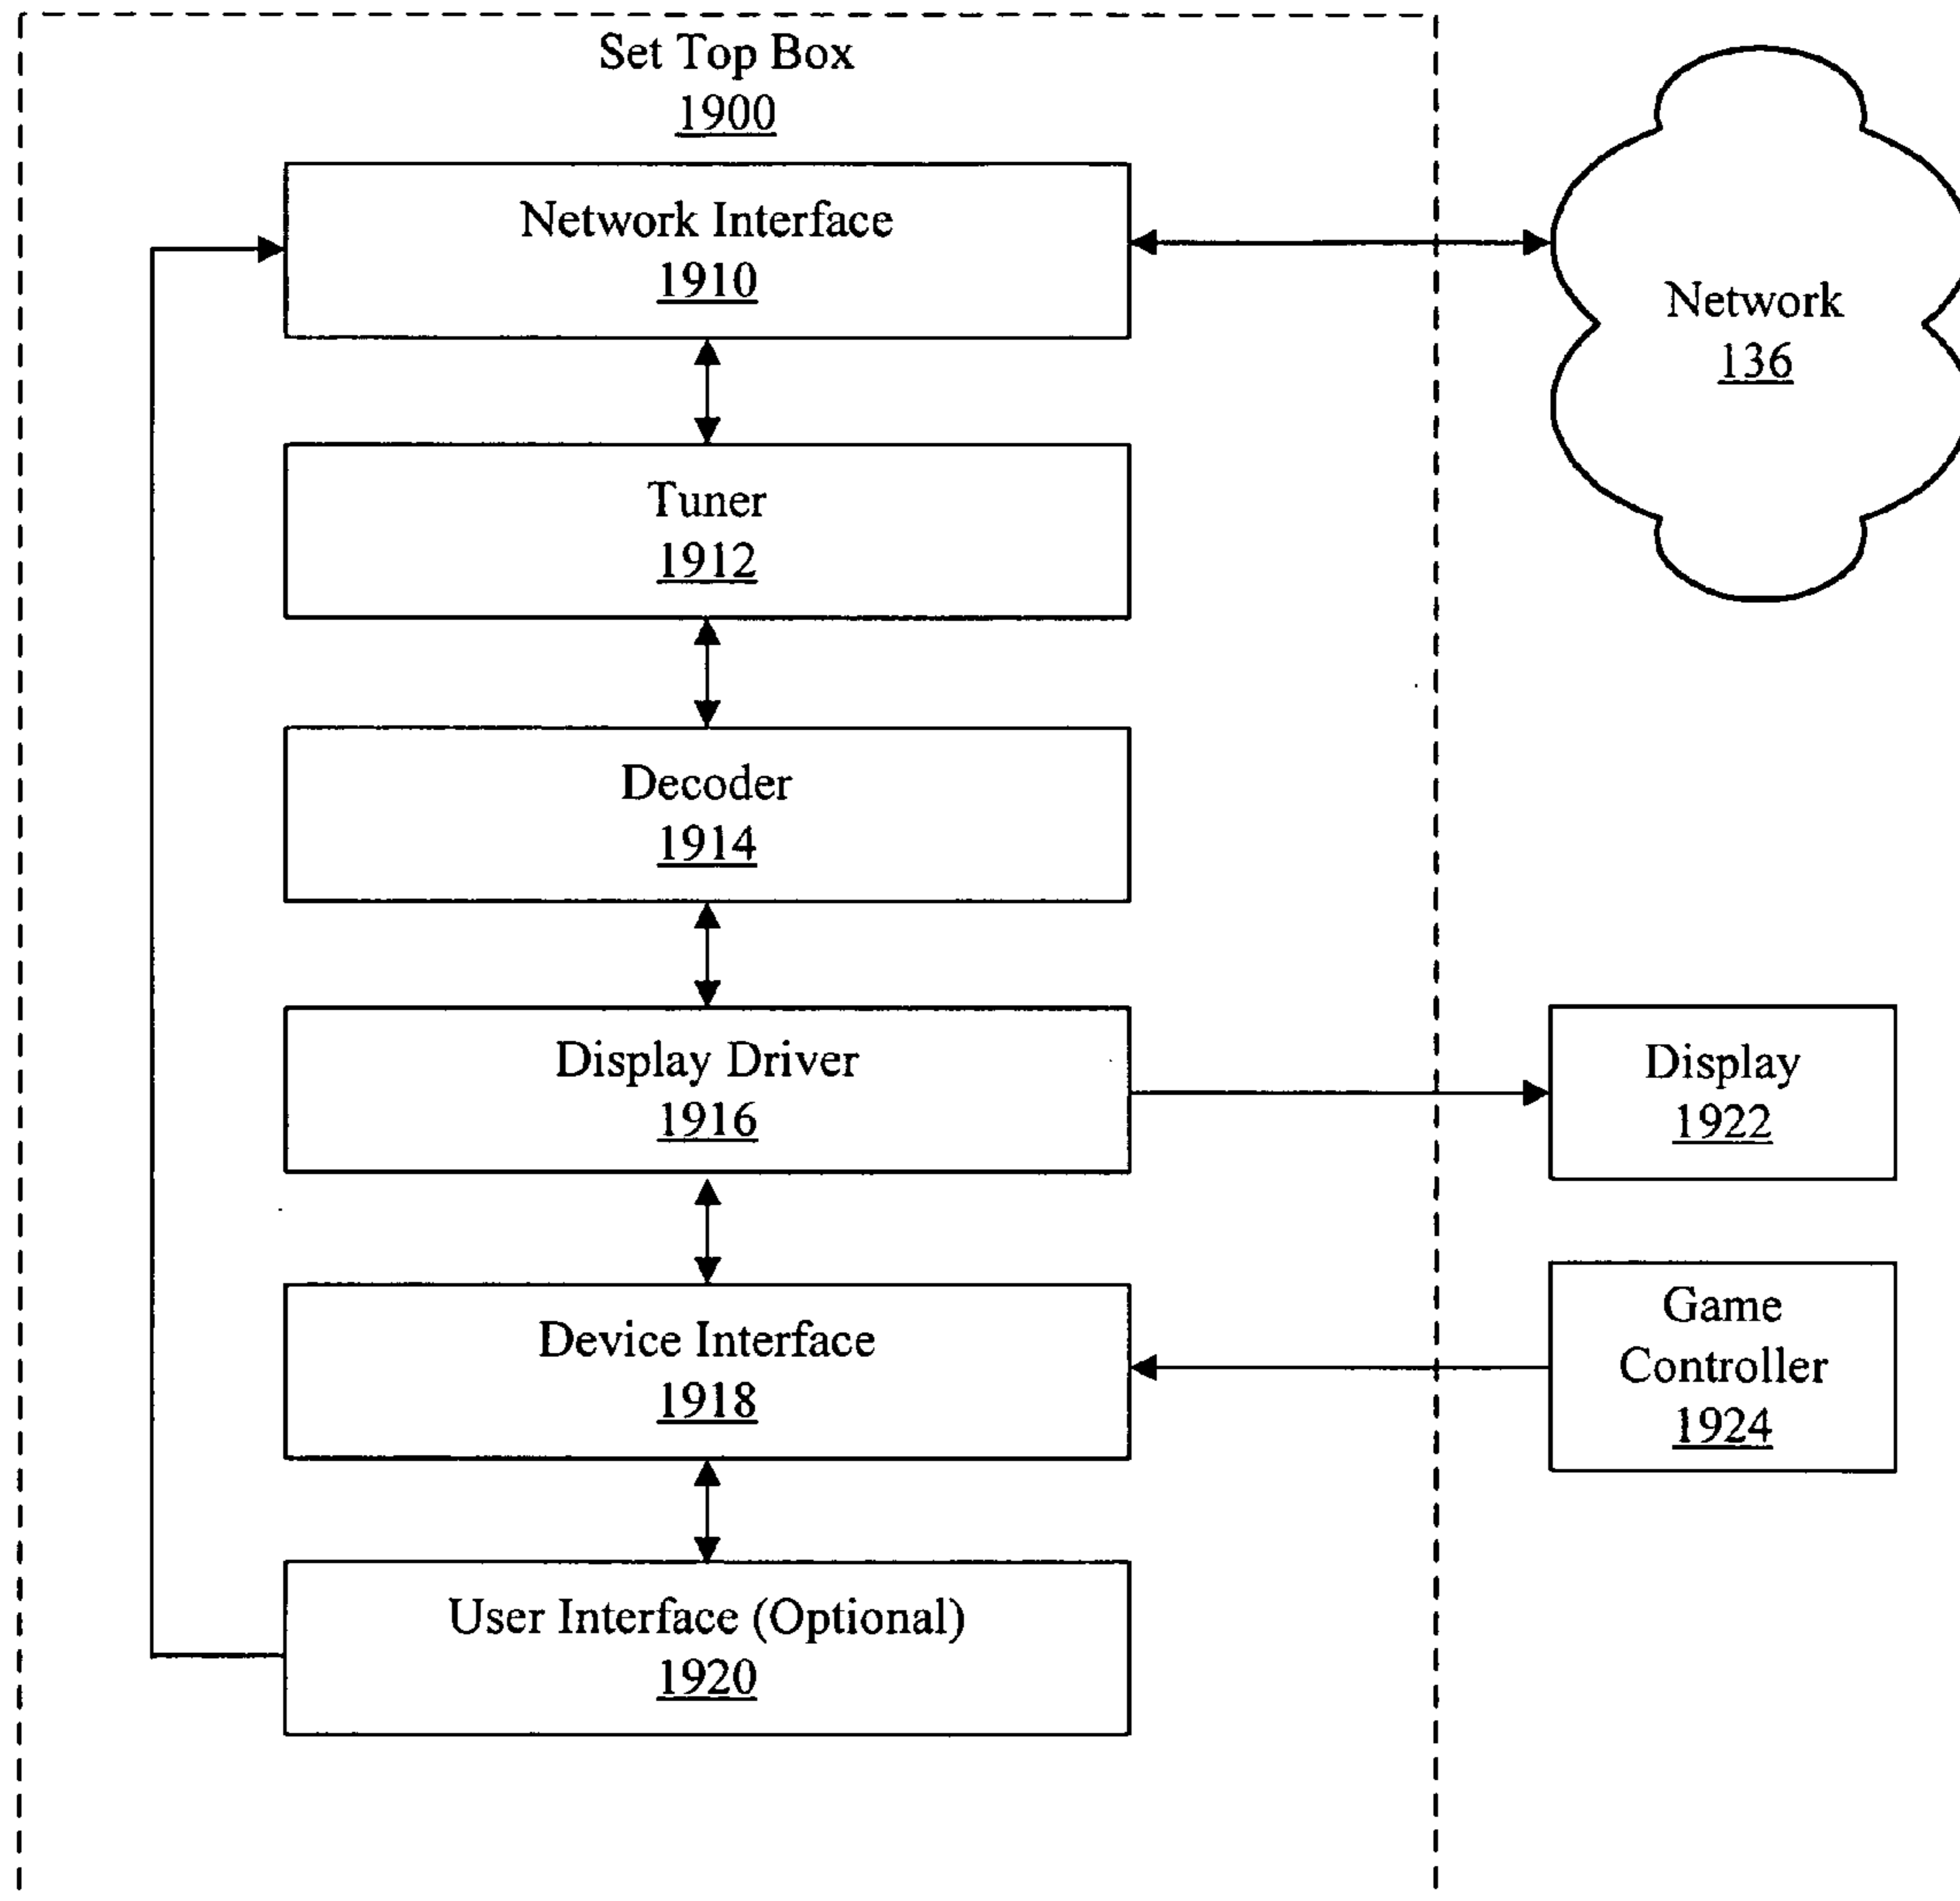 Set Top Box
1900
Network Interface
1910
Network
136
Tuner
1912
Decoder
1914
Display Driver
1916
Display
1922
Device Interface
1918
Game
Controller
1924
User Interface (Optional)
1920